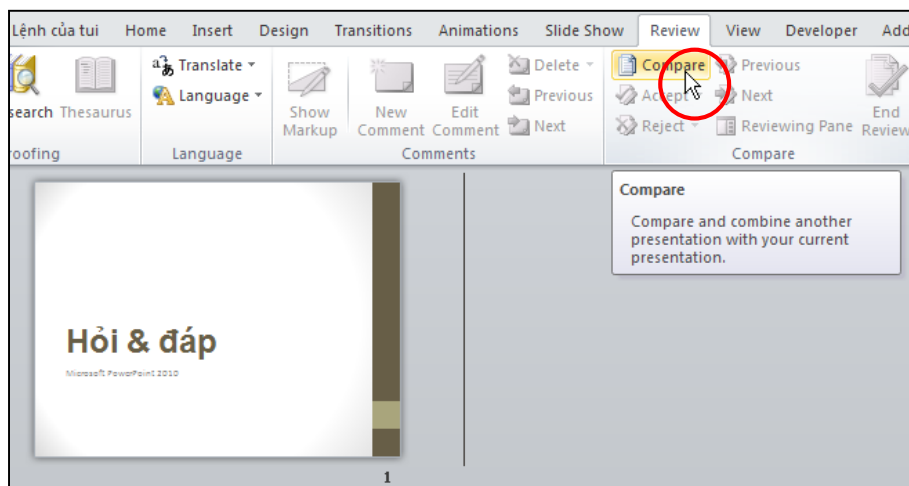 Lệnh của tui Home Insert Design Transitions Animations Slide Show Review View Developer Add
search Thesaurus
Translate
Language
Show
Markup
New
Comment
Edit
Comment
Delete
Previous
Next
Compare
Accept
Reject
Previous
Next
Reviewing Pane
End
Review
roofing Language Comments Compare
Compare
Compare and combine another
presentation with your current
presentation.
Hỏi & đáp
Microsoft PowerPoint 2010
1